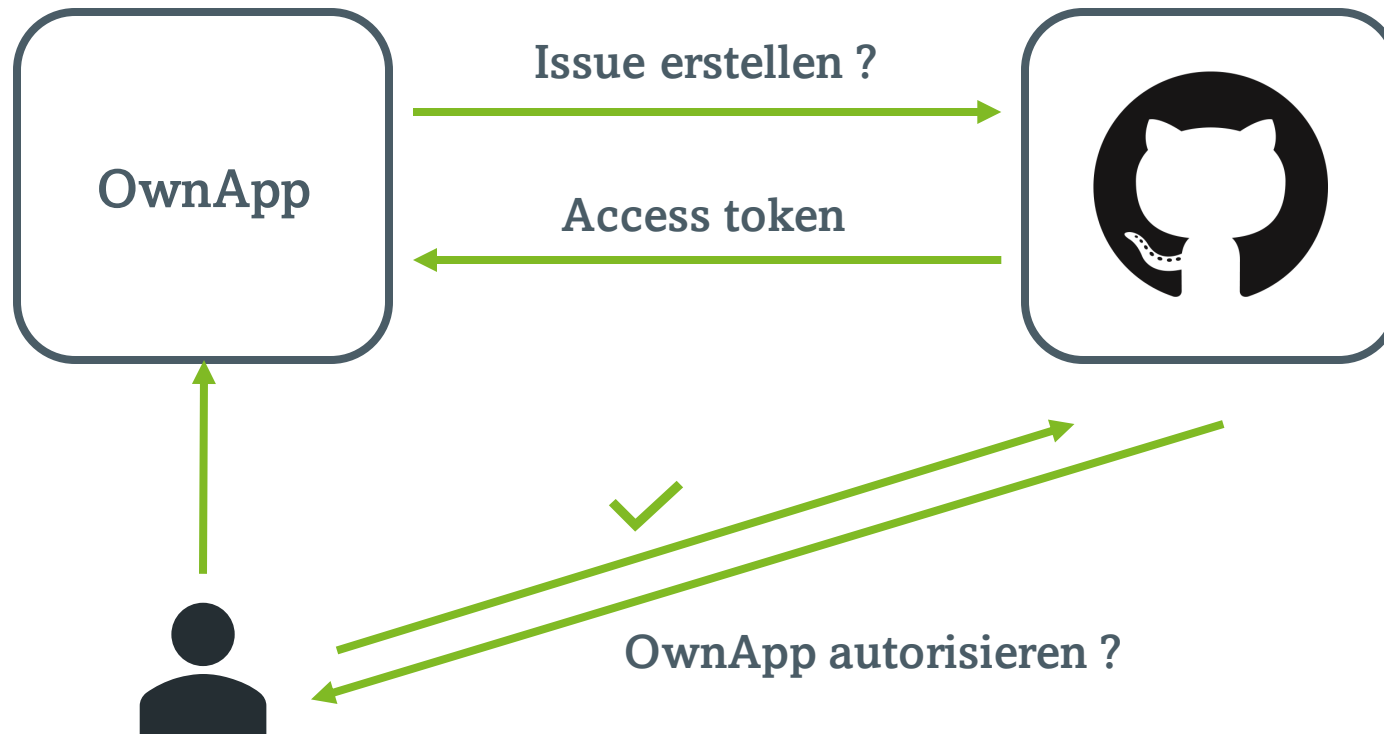 Issue erstellen ?
OwnApp
Access token
OwnApp autorisieren ?